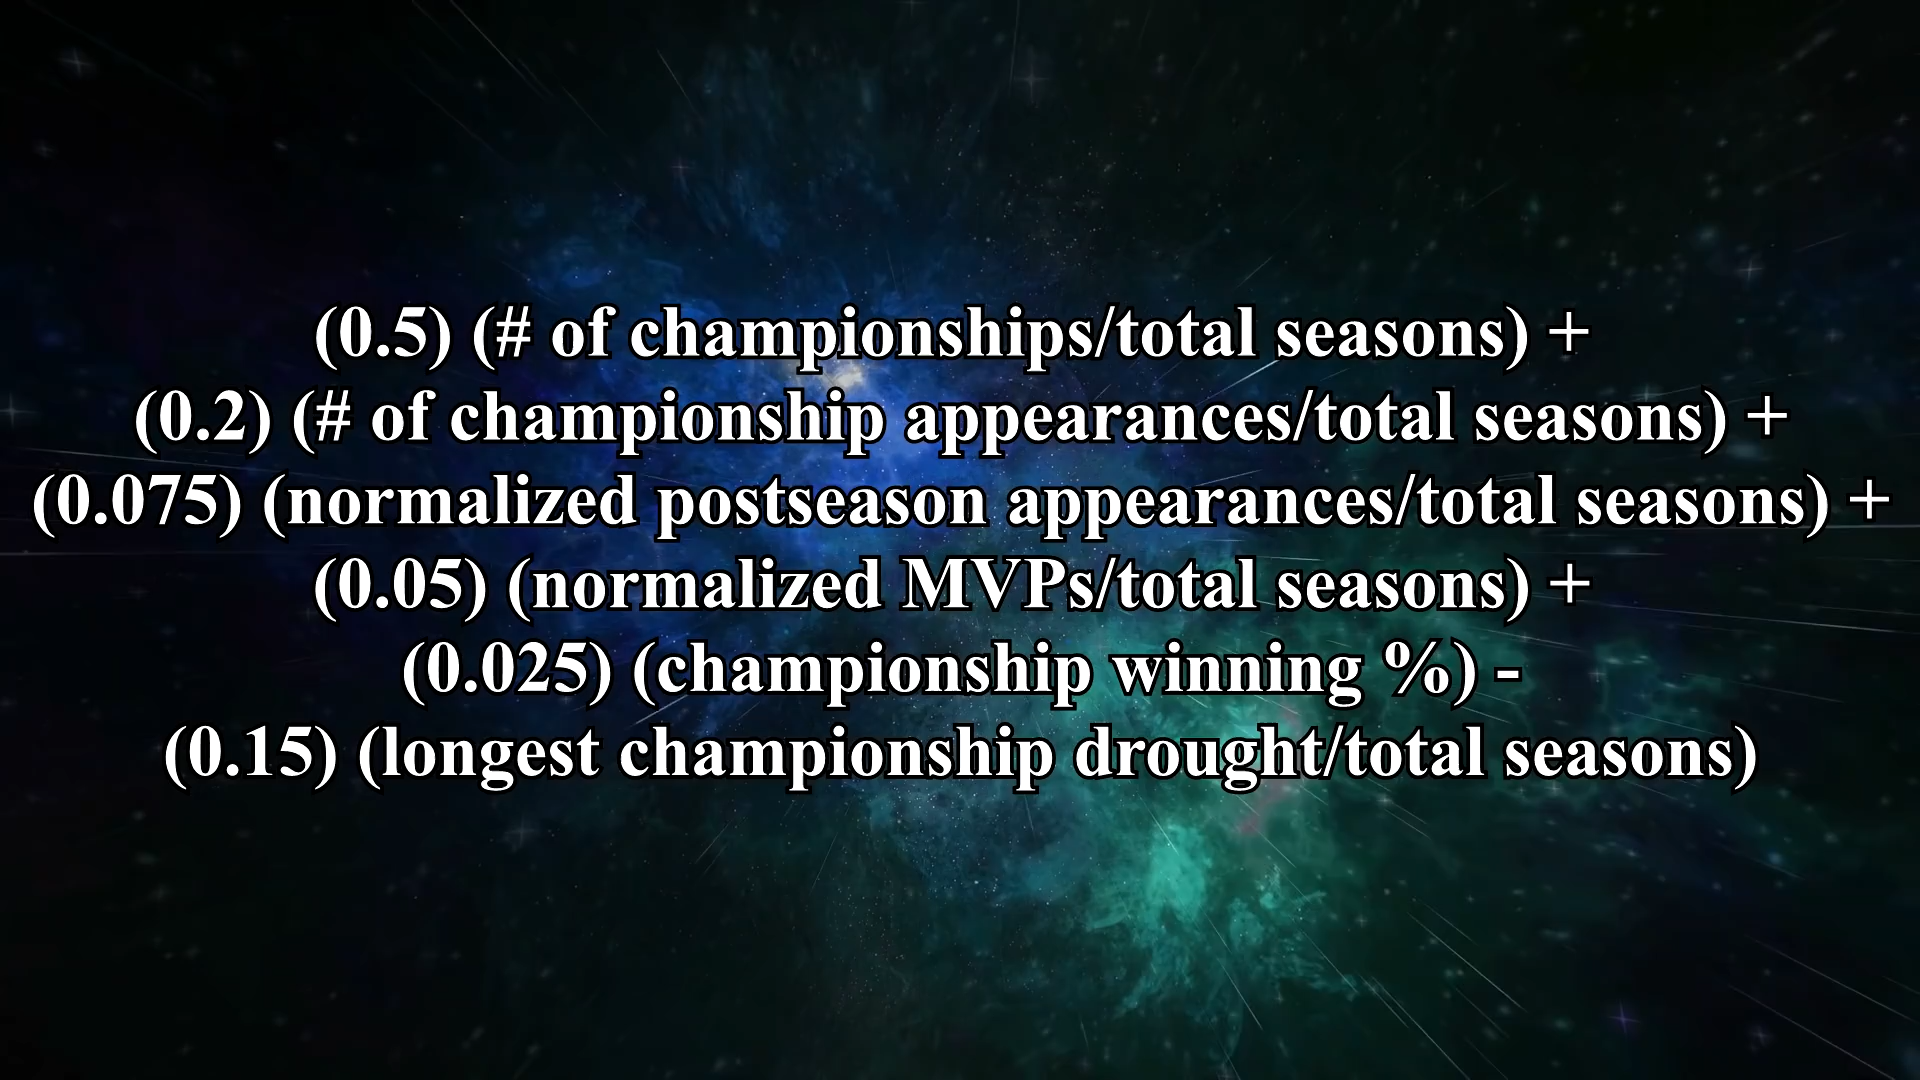 (0.5) (# of championships/total seasons) +
(0.2) (# of championship appearances/total seasons) +
(0.075) (normalized postseason appearances/total seasons) +
(0.05) (normalized MVPs/total seasons) +
(0.025) (championship winning %) -
(0.15) (longest championship drought/total seasons)